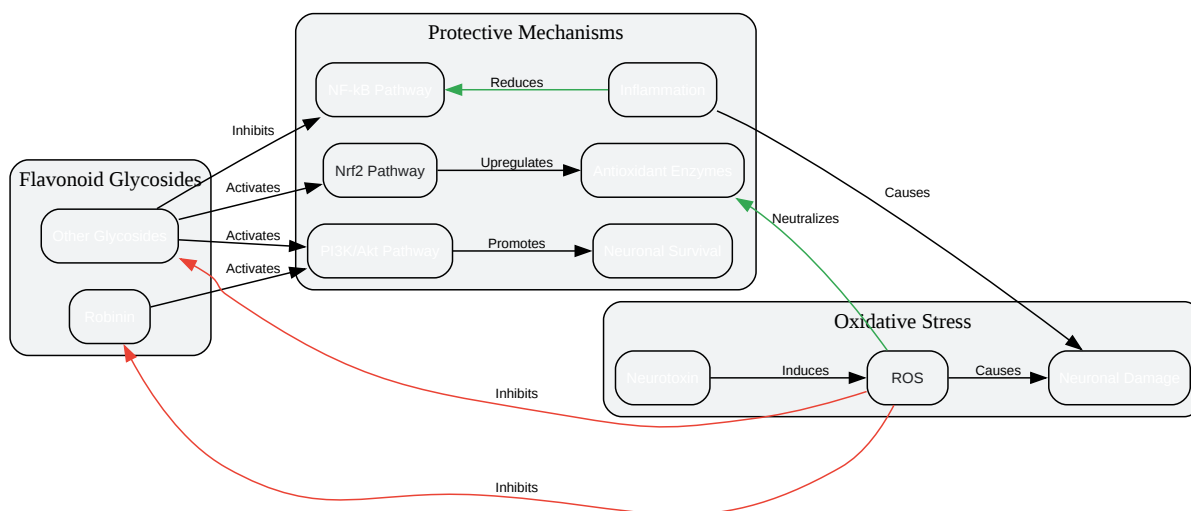 Protective Mechanisms
NF-kB Pathway
Reduces
Inflammation
Inhibits
Nrf2 Pathway
Upregulates
Antioxidant Enzymes
Flavonoid Glycosides
Activates
Causes
Other Glycosides
Activates
PI3K/Akt Pathway
Promotes
Neuronal Survival
Neutralizes
Activates
Robinin
Oxidative Stress
Neurotoxin
Induces
ROS
Causes
Neuronal Damage
Inhibits
Inhibits